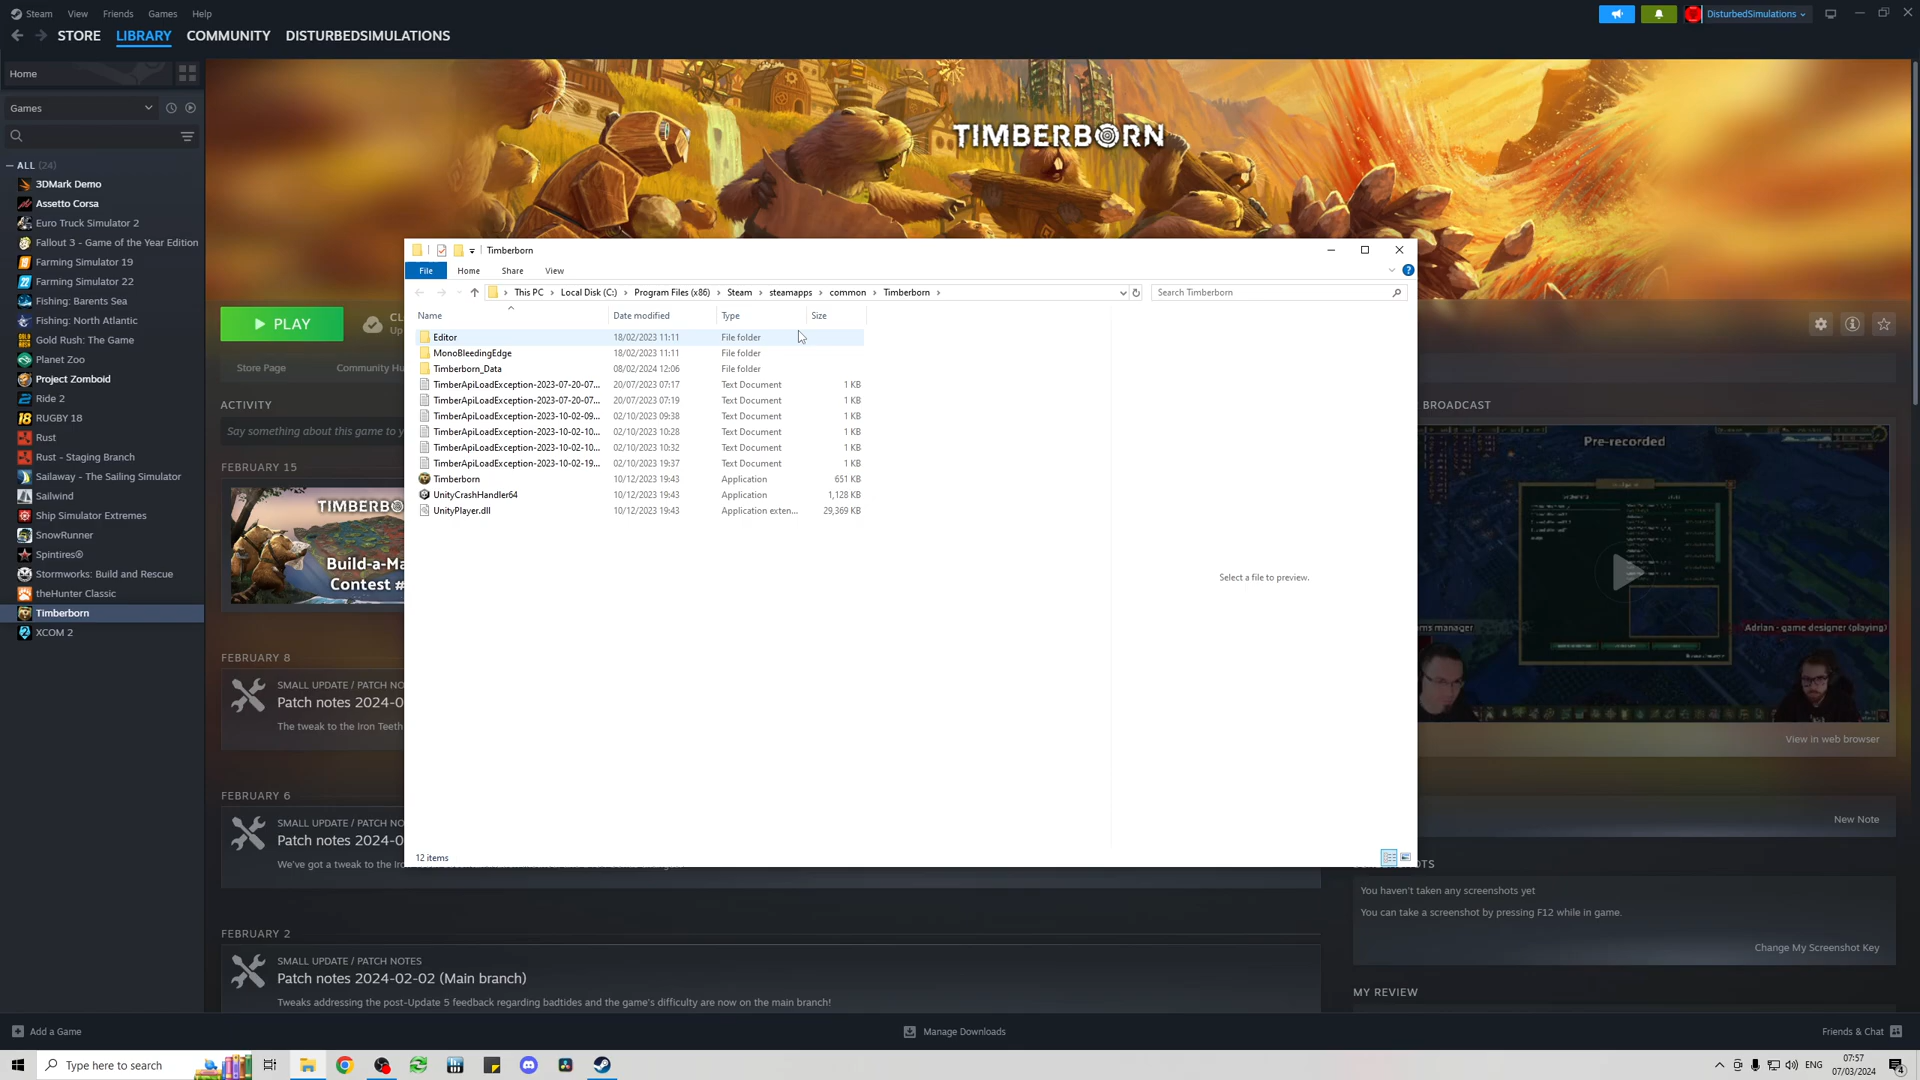 Steam View Friends Games Help
DisturbedSimulations
STORE LIBRARY COMMUNITY DISTURBEDSIMULATIONS
Home
Games
ALL (24)
3DMark Demo
Assetto Corsa
Euro Truck Simulator 2
Fallout 3 - Game of the Year Edition
Farming Simulator 19
Farming Simulator 22
Fishing: Barents Sea
Fishing: North Atlantic
Gold Rush: The Game
Planet Zoo
Project Zomboid
Ride 2
RUGBY 18
Rust
Rust - Staging Branch
Sailaway - The Sailing Simulator
Sailwind
Ship Simulator Extremes
SnowRunner
Spintires®
Stormworks: Build and Rescue
theHunter Classic
Timberborn
XCOM 2
TIMBERBORN
PLAY
Store Page Community Hu
ACTIVITY
Say something about this game to y
FEBRUARY 15
TIMBERBO
Build-a-Ma
Contest #
FEBRUARY 8
SMALL UPDATE / PATCH NO
Patch notes 2024-0
The tweak to the Iron Teeth
FEBRUARY 6
SMALL UPDATE / PATCH NO
Patch notes 2024-0
We've got a tweak to the Iro
FEBRUARY 2
SMALL UPDATE / PATCH NOTES
Patch notes 2024-02-02 (Main branch)
Tweaks addressing the post-Update 5 feedback regarding badtides and the game's difficulty are now on the main branch!
Timberborn
File Home Share View
This PC > Local Disk (C:) > Program Files (x86) > Steam > steamapps > common > Timberborn >
Search Timberborn
Name Date modified Type Size
Editor 18/02/2023 11:11 File folder
MonoBleedingEdge 18/02/2023 11:11 File folder
Timberborn_Data 08/02/2024 12:06 File folder
TimberApiLoadException-2023-07-20-07... 20/07/2023 07:17 Text Document 1 KB
TimberApiLoadException-2023-07-20-07... 20/07/2023 07:19 Text Document 1 KB
TimberApiLoadException-2023-10-02-09... 02/10/2023 09:38 Text Document 1 KB
TimberApiLoadException-2023-10-02-10... 02/10/2023 10:28 Text Document 1 KB
TimberApiLoadException-2023-10-02-10... 02/10/2023 10:32 Text Document 1 KB
TimberApiLoadException-2023-10-02-19... 02/10/2023 19:37 Text Document 1 KB
Timberborn 10/12/2023 19:43 Application 651 KB
UnityCrashHandler64 10/12/2023 19:43 Application 1,128 KB
UnityPlayer.dll 10/12/2023 19:43 Application exten... 29,369 KB
Select a file to preview.
12 items
BROADCAST
Pre-recorded
Adrian - game designer (playing)
View in web browser
New Note
You haven't taken any screenshots yet
You can take a screenshot by pressing F12 while in game.
Change My Screenshot Key
MY REVIEW
Add a Game
Manage Downloads
Friends & Chat
Type here to search
ENG
07:57
07/03/2024
4